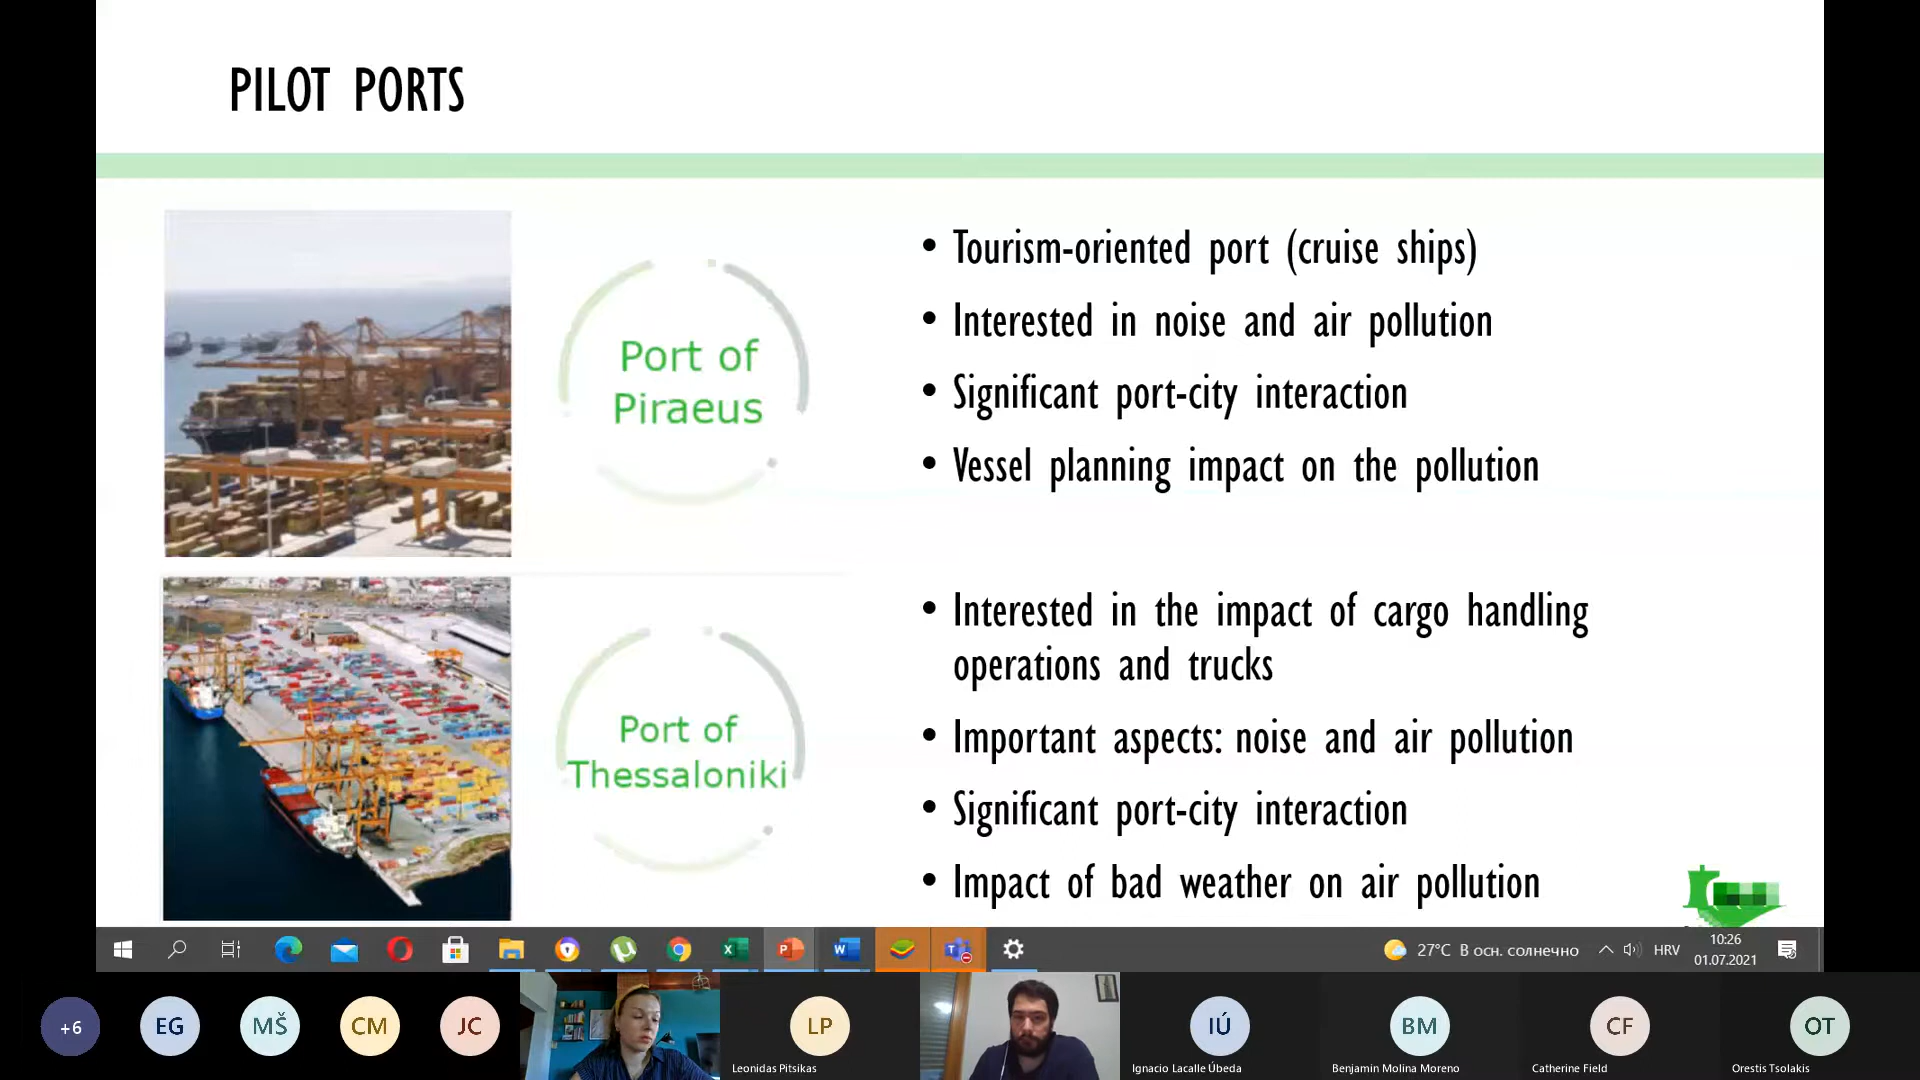 PILOT PORTS
Port of
Piraeus
• Tourism-oriented port (cruise ships)
• Interested in noise and air pollution
• Significant port-city interaction
• Vessel planning impact on the pollution
Port of
Thessaloniki
• Interested in the impact of cargo handling
operations and trucks
• Important aspects: noise and air pollution
• Significant port-city interaction
• Impact of bad weather on air pollution
27°C В осн. солнечно
HRV
10:26
01.07.2021
+6
EG
MŠ
CM
JC
LP
Leonidas Pitsikas
IÚ
Ignacio Lacalle Úbeda
BM
Benjamin Molina Moreno
CF
Catherine Field
OT
Orestis Tsolakis